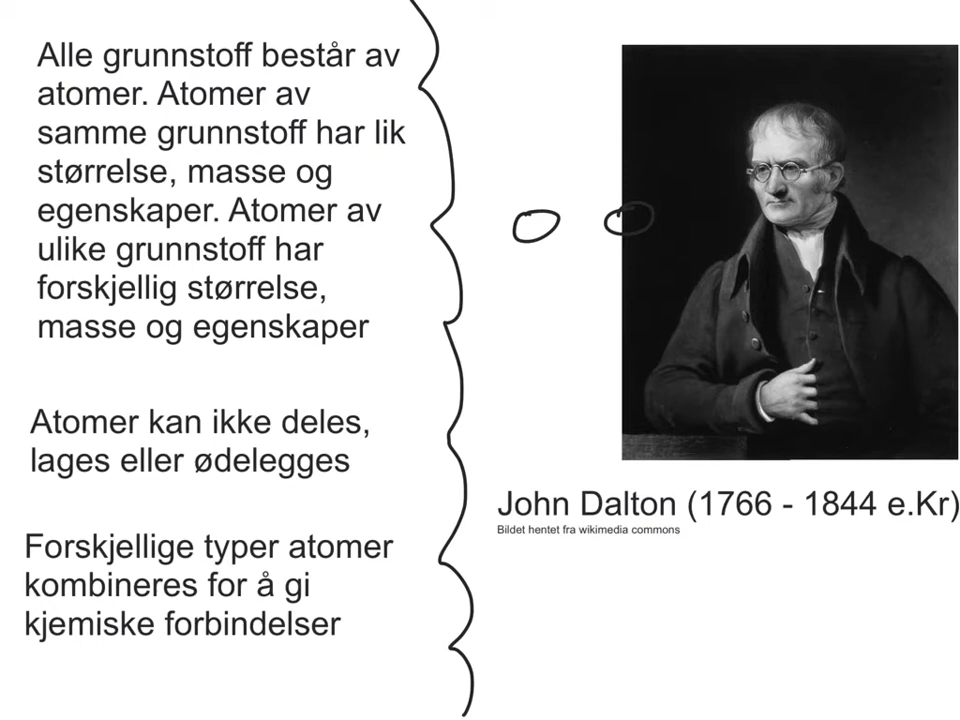 Alle grunnstoff består av
atomer. Atomer av
samme grunnstoff har lik
størrelse, masse og
egenskaper. Atomer av
ulike grunnstoff har
forskjellig størrelse,
masse og egenskaper
Atomer kan ikke deles,
lages eller ødelegges
Forskjellige typer atomer
kombineres for å gi
kjemiske forbindelser
John Dalton (1766 - 1844 e.Kr)
Bildet hentet fra wikimedia commons